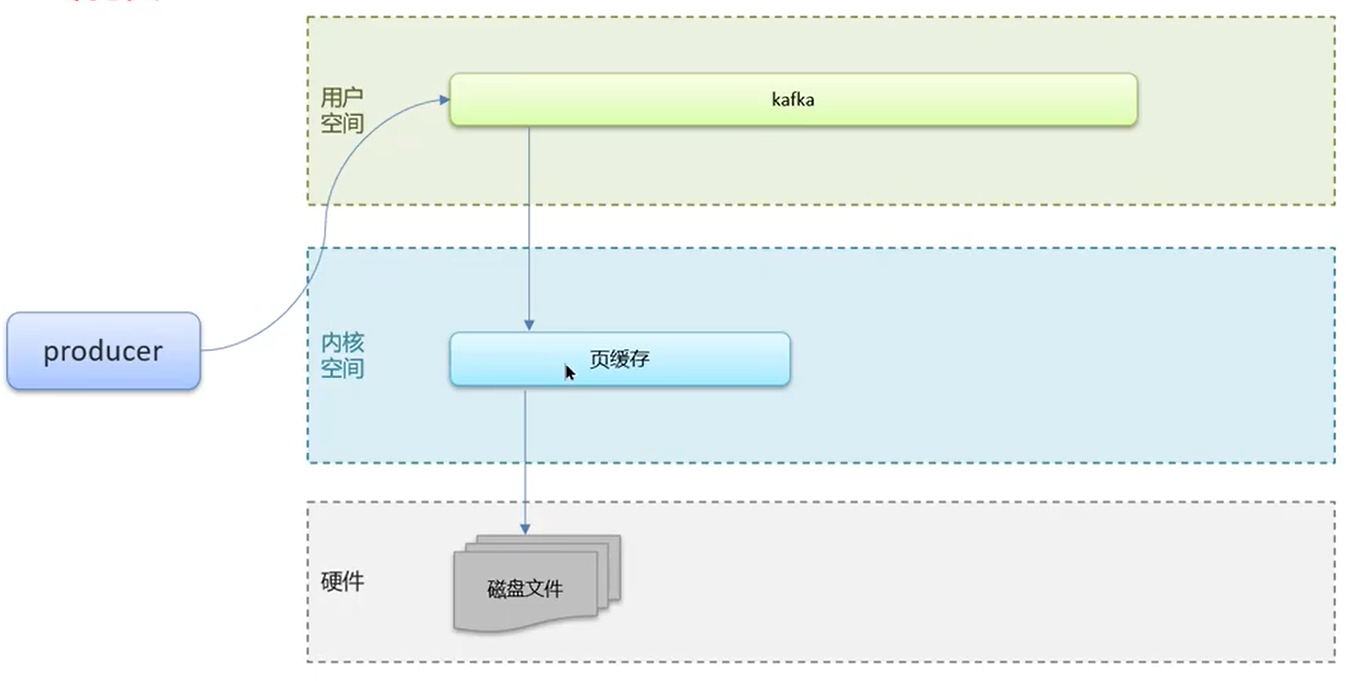 用户
空间
kafka
producer
内核
空间
页缓存
硬件
磁盘文件